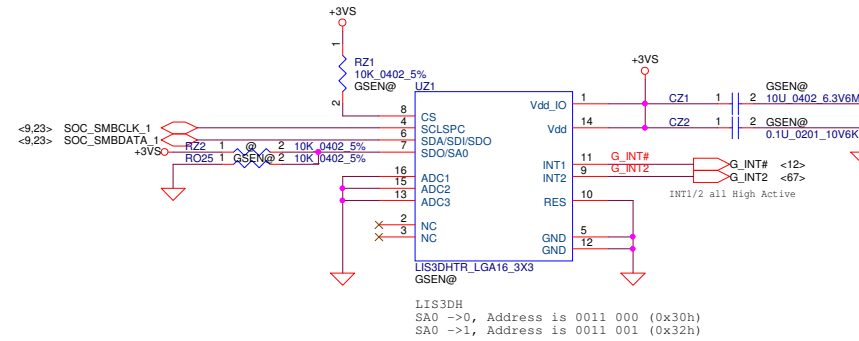 +3VS
1
RZ1
10K_0402_5%
GSEN@
2
UZ1
+3VS
GSEN@
CZ1 1 2 10U_0402_6.3V6M
GSEN@
CZ2 1 2 0.1U_0201_10V6K
8 CS
4 SCLSPC
6 SDA/SDI/SDO
7 SDO/SA0
Vdd_IO 1
Vdd 14
<9,23> SOC_SMBCLK_1
<9,23> SOC_SMBDATA_1
+3VS RZ2 1 @ 2 10K_0402_5%
RO25 1 GSEN@ 2 10K_0402_5%
INT1 11 G_INT# G_INT# <12>
INT2 9 G_INT2 G_INT2 <67>
INT1/2 all High Active
16 ADC1
15 ADC2
13 ADC3
RES 10
2 NC
3 NC
GND 5
GND 12
LIS3DHTR_LGA16_3X3
GSEN@
LIS3DH
SA0 ->0, Address is 0011 000 (0x30h)
SA0 ->1, Address is 0011 001 (0x32h)